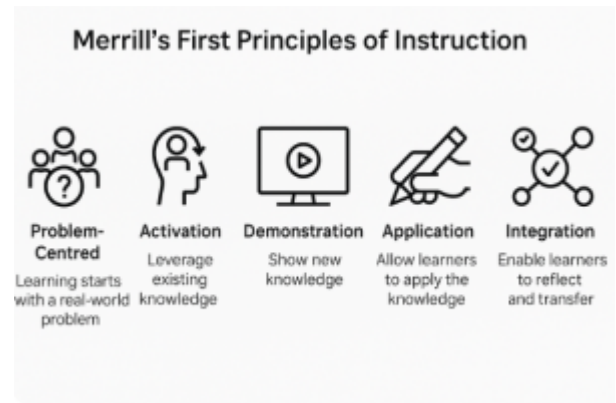 Merrill's First Principles of Instruction
?
Problem-
Centred
Learning starts
with a real-world
problem
Activation
Leverage
existing
knowledge
Demonstration
Show new
knowledge
Application
Allow learners
to apply the
knowledge
Integration
Enable learners
to reflect
and transfer